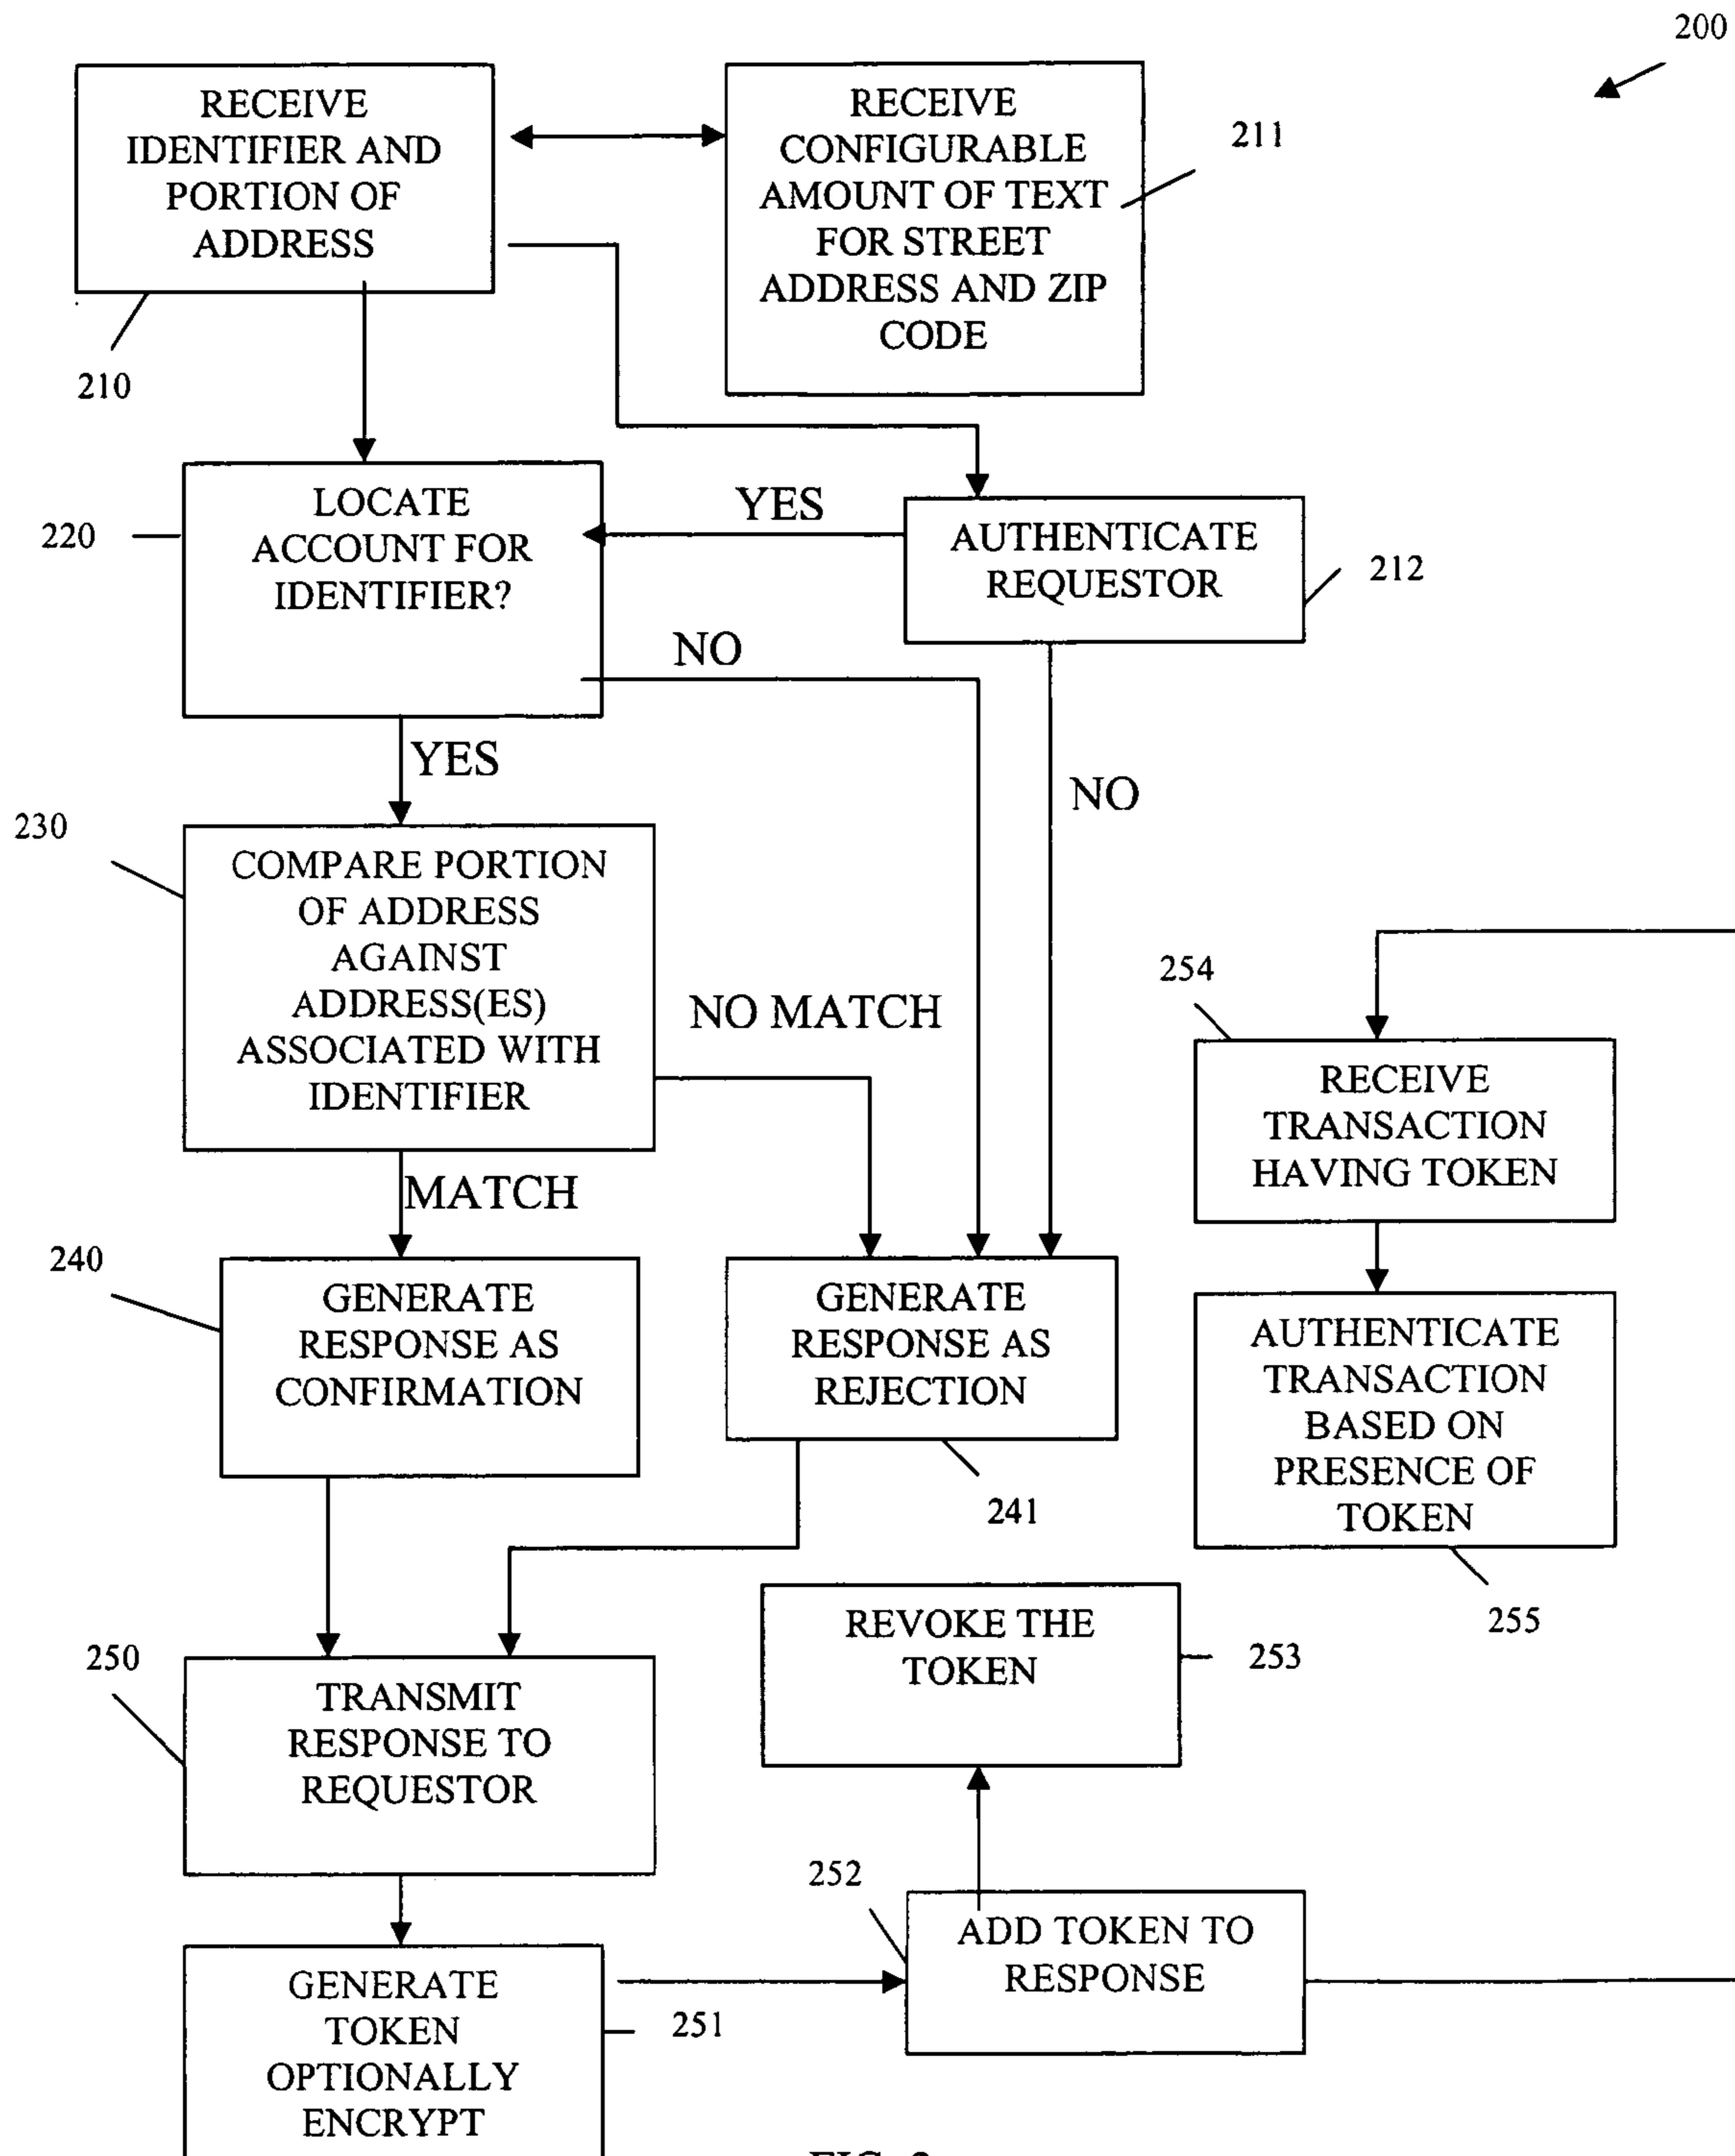 200
RECEIVE
IDENTIFIER AND
PORTION OF
ADDRESS
210
RECEIVE
CONFIGURABLE
AMOUNT OF TEXT
FOR STREET
ADDRESS AND ZIP
CODE
211
LOCATE
ACCOUNT FOR
IDENTIFIER?
220
YES
AUTHENTICATE
REQUESTOR
212
NO
YES
NO
230
COMPARE PORTION
OF ADDRESS
AGAINST
ADDRESS(ES)
ASSOCIATED WITH
IDENTIFIER
NO MATCH
MATCH
254
RECEIVE
TRANSACTION
HAVING TOKEN
240
GENERATE
RESPONSE AS
CONFIRMATION
GENERATE
RESPONSE AS
REJECTION
241
AUTHENTICATE
TRANSACTION
BASED ON
PRESENCE OF
TOKEN
255
250
TRANSMIT
RESPONSE TO
REQUESTOR
REVOKE THE
TOKEN
253
252
ADD TOKEN TO
RESPONSE
GENERATE
TOKEN
OPTIONALLY
ENCRYPT
251